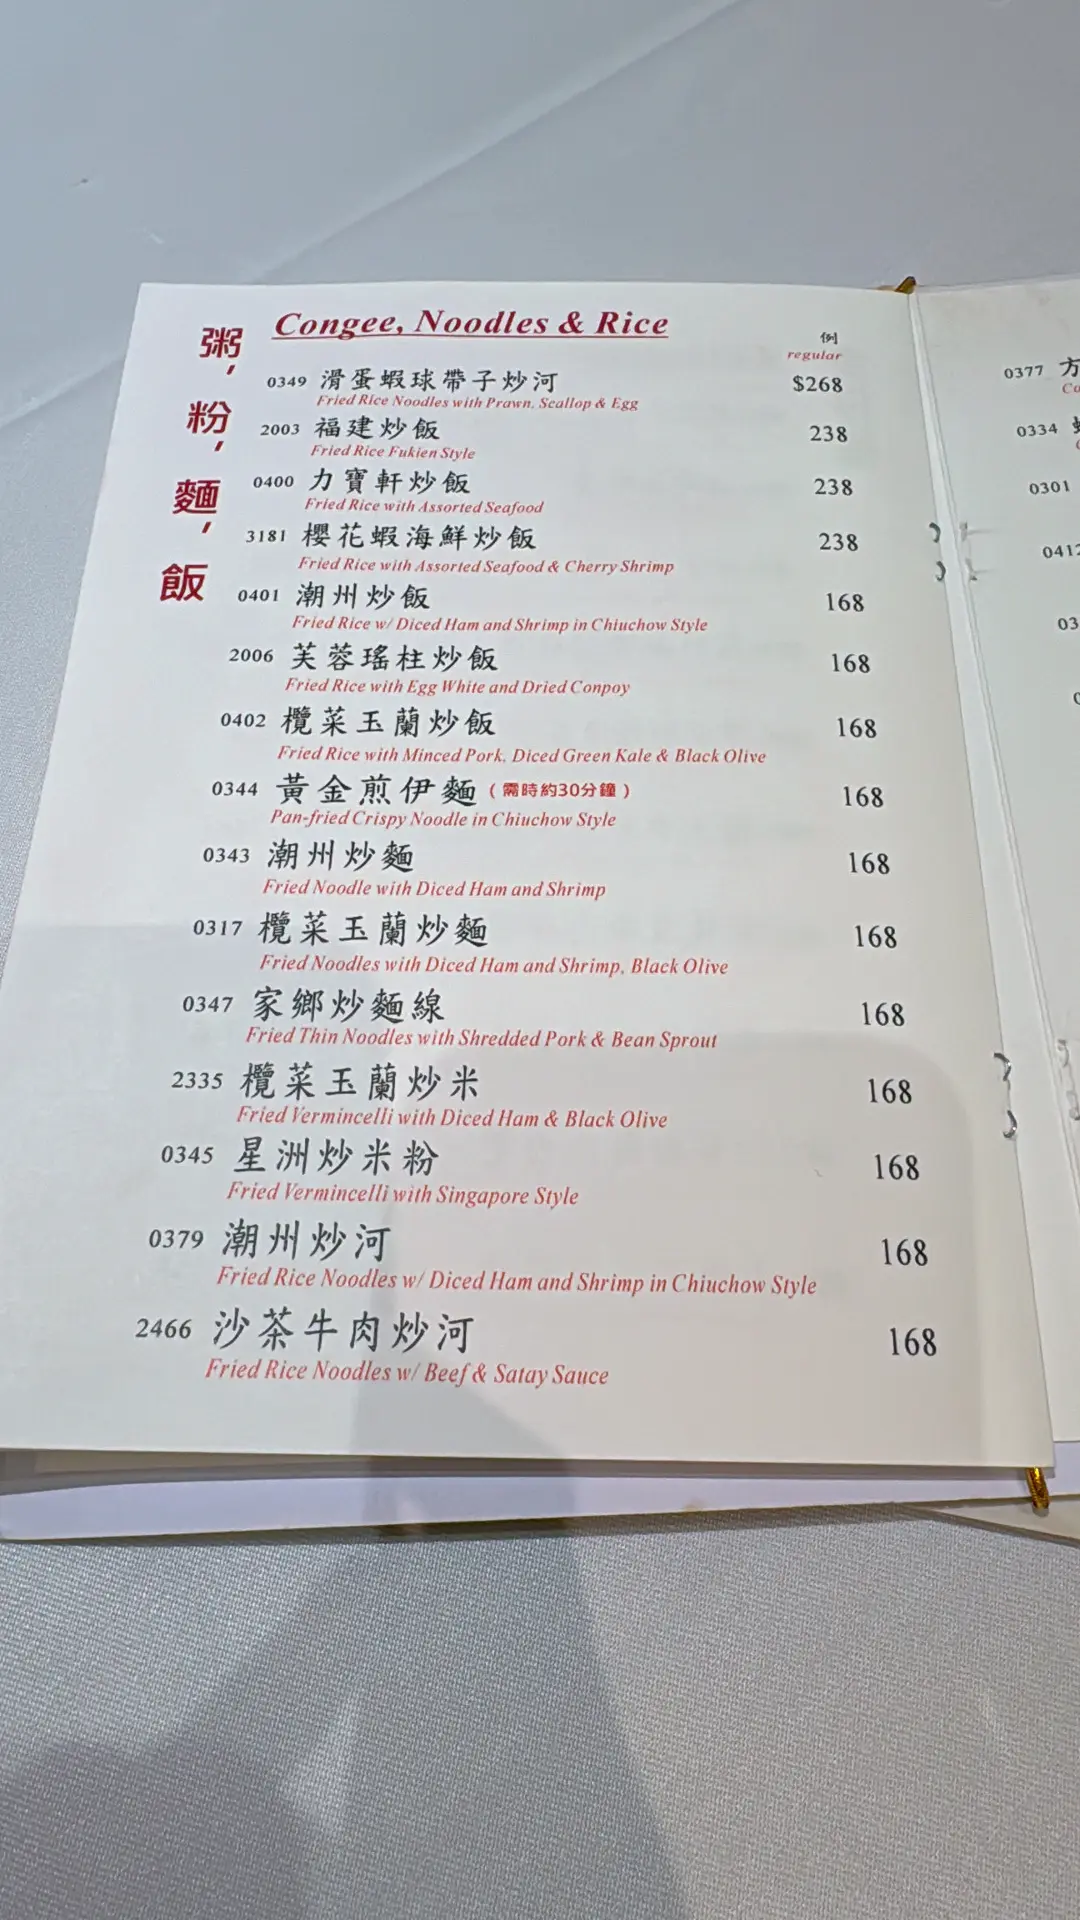 粥,粉,麵,飯
Congee, Noodles & Rice
例
regular
0349 滑蛋蝦球帶子炒河 $268
Fried Rice Noodles with Prawn, Scallop & Egg
2003 福建炒飯 238
Fried Rice Fukien Style
0400 力寶軒炒飯 238
Fried Rice with Assorted Seafood
3181 櫻花蝦海鮮炒飯 238
Fried Rice with Assorted Seafood & Cherry Shrimp
0401 潮州炒飯 168
Fried Rice w/ Diced Ham and Shrimp in Chiuchow Style
2006 芙蓉瑤柱炒飯 168
Fried Rice with Egg White and Dried Conpoy
0402 欖菜玉蘭炒飯 168
Fried Rice with Minced Pork, Diced Green Kale & Black Olive
0344 黃金煎伊麵(需時約30分鐘) 168
Pan-fried Crispy Noodle in Chiuchow Style
0343 潮州炒麵 168
Fried Noodle with Diced Ham and Shrimp
0317 欖菜玉蘭炒麵 168
Fried Noodles with Diced Ham and Shrimp, Black Olive
0347 家鄉炒麵線 168
Fried Thin Noodles with Shredded Pork & Bean Sprout
2335 欖菜玉蘭炒米 168
Fried Vermincelli with Diced Ham & Black Olive
0345 星洲炒米粉 168
Fried Vermincelli with Singapore Style
0379 潮州炒河 168
Fried Rice Noodles w/ Diced Ham and Shrimp in Chiuchow Style
2466 沙茶牛肉炒河 168
Fried Rice Noodles w/ Beef & Satay Sauce
0377 方
0334
0301
0412